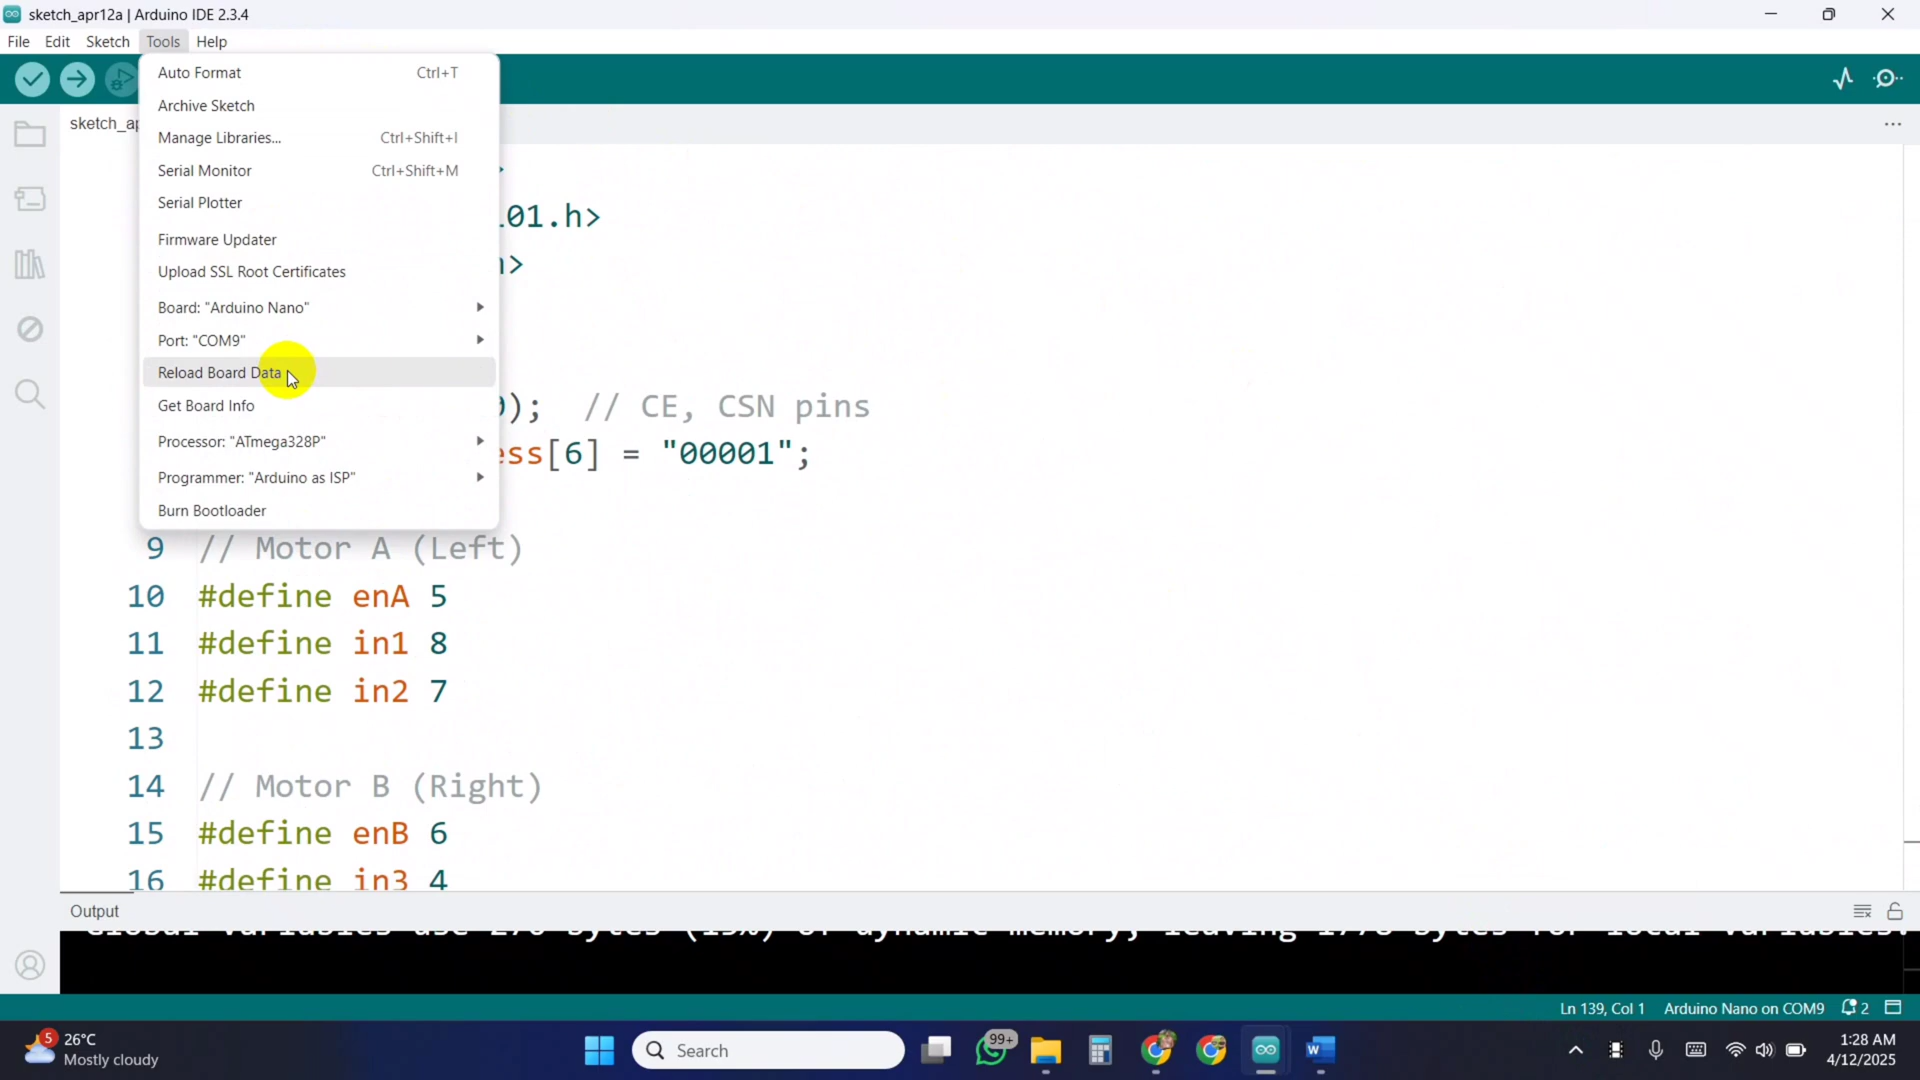 sketch_apr12a | Arduino IDE 2.3.4
File Edit Sketch Tools Help
Auto Format Ctrl+T
Archive Sketch
sketch_ap
Manage Libraries... Ctrl+Shift+I
Serial Monitor Ctrl+Shift+M
Serial Plotter
01.h>
Firmware Updater
>
Upload SSL Root Certificates
Board: "Arduino Nano"
Port: "COM9"
Reload Board Data
Get Board Info
); // CE, CSN pins
Processor: "ATmega328P"
ess[6] = "00001";
Programmer: "Arduino as ISP"
Burn Bootloader
9 // Motor A (Left)
10 #define enA 5
11 #define in1 8
12 #define in2 7
13
14 // Motor B (Right)
15 #define enB 6
16 #define in3 4
Output
Global variables use 270 bytes (13%) of dynamic memory, leaving 1778 bytes for local variables.
Ln 139, Col 1 Arduino Nano on COM9 2
5 26°C
Mostly cloudy
Search
99+
1:28 AM
4/12/2025